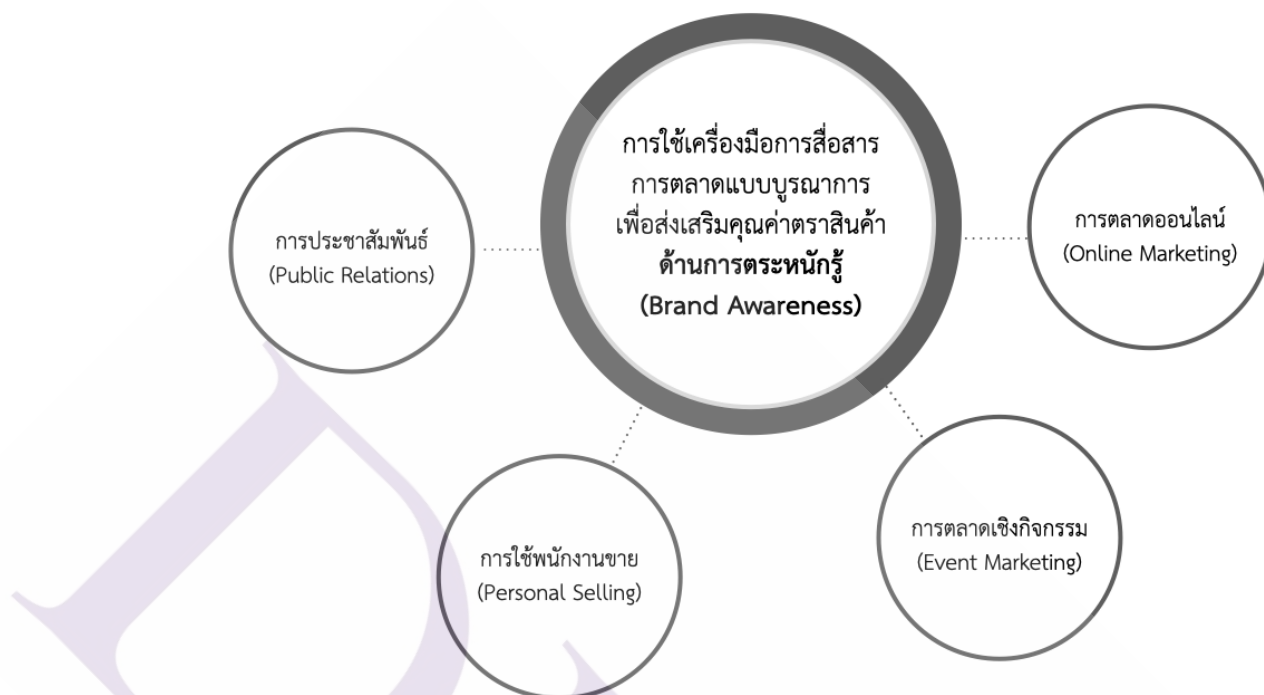 การใช้เครื่องมือการสื่อสาร
การตลาดแบบบูรณาการ
เพื่อส่งเสริมคุณค่าตราสินค้า
ด้านการตระหนักรู้
(Brand Awareness)
การประชาสัมพันธ์
(Public Relations)
การตลาดออนไลน์
(Online Marketing)
การใช้พนักงานขาย
(Personal Selling)
การตลาดเชิงกิจกรรม
(Event Marketing)